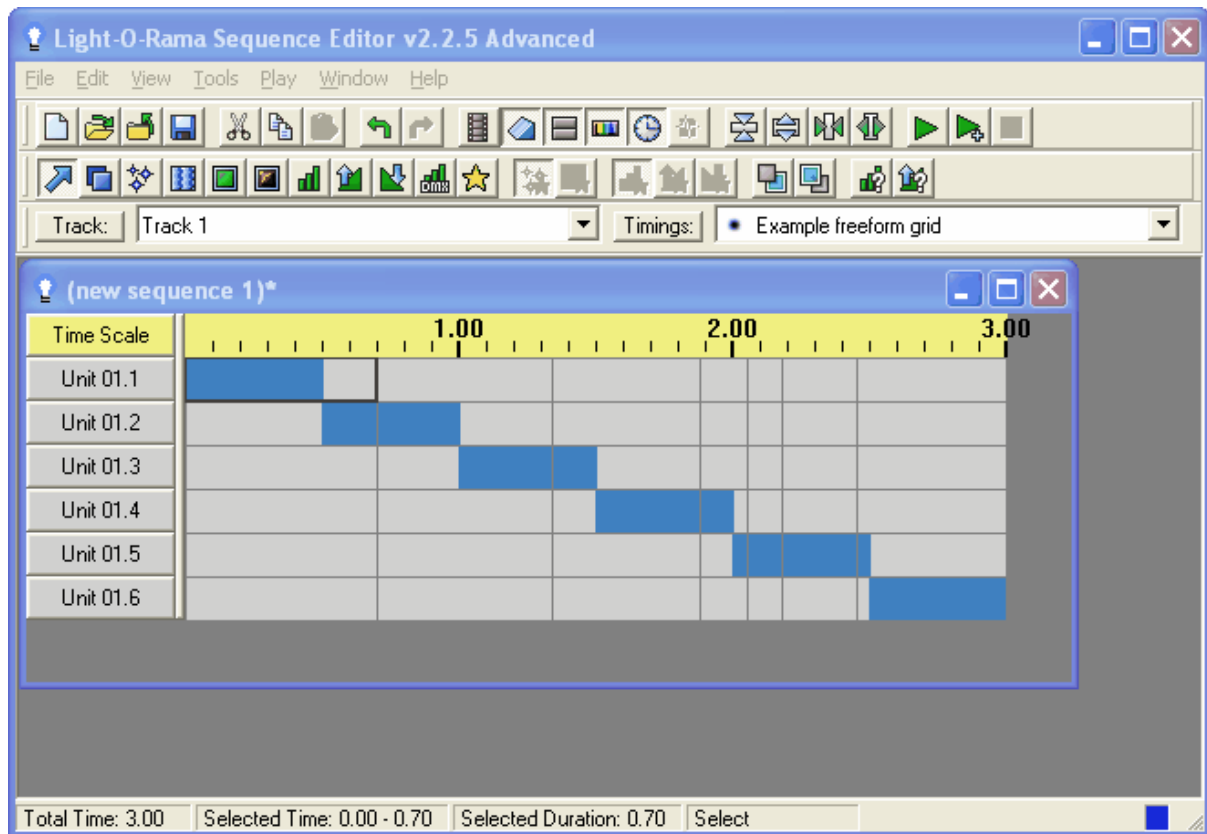 Light-O-Rama Sequence Editor v2.2.5 Advanced
File Edit View Tools Play Window Help
DMX
Track: Track 1 Timings: Example freeform grid
(new sequence 1)*
Time Scale 1.00 2.00 3.00
Unit 01.1
Unit 01.2
Unit 01.3
Unit 01.4
Unit 01.5
Unit 01.6
Total Time: 3.00 Selected Time: 0.00 - 0.70 Selected Duration: 0.70 Select